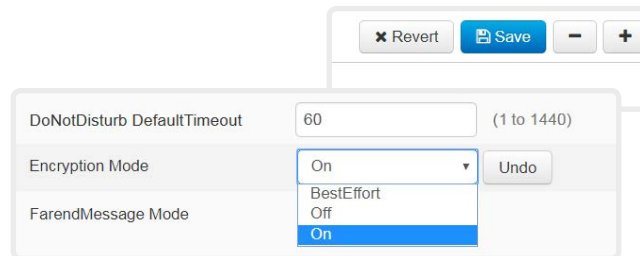 Revert Save
DoNotDisturb DefaultTimeout 60 (1 to 1440)
Encryption Mode On Undo
BestEffort
FarendMessage Mode Off
On